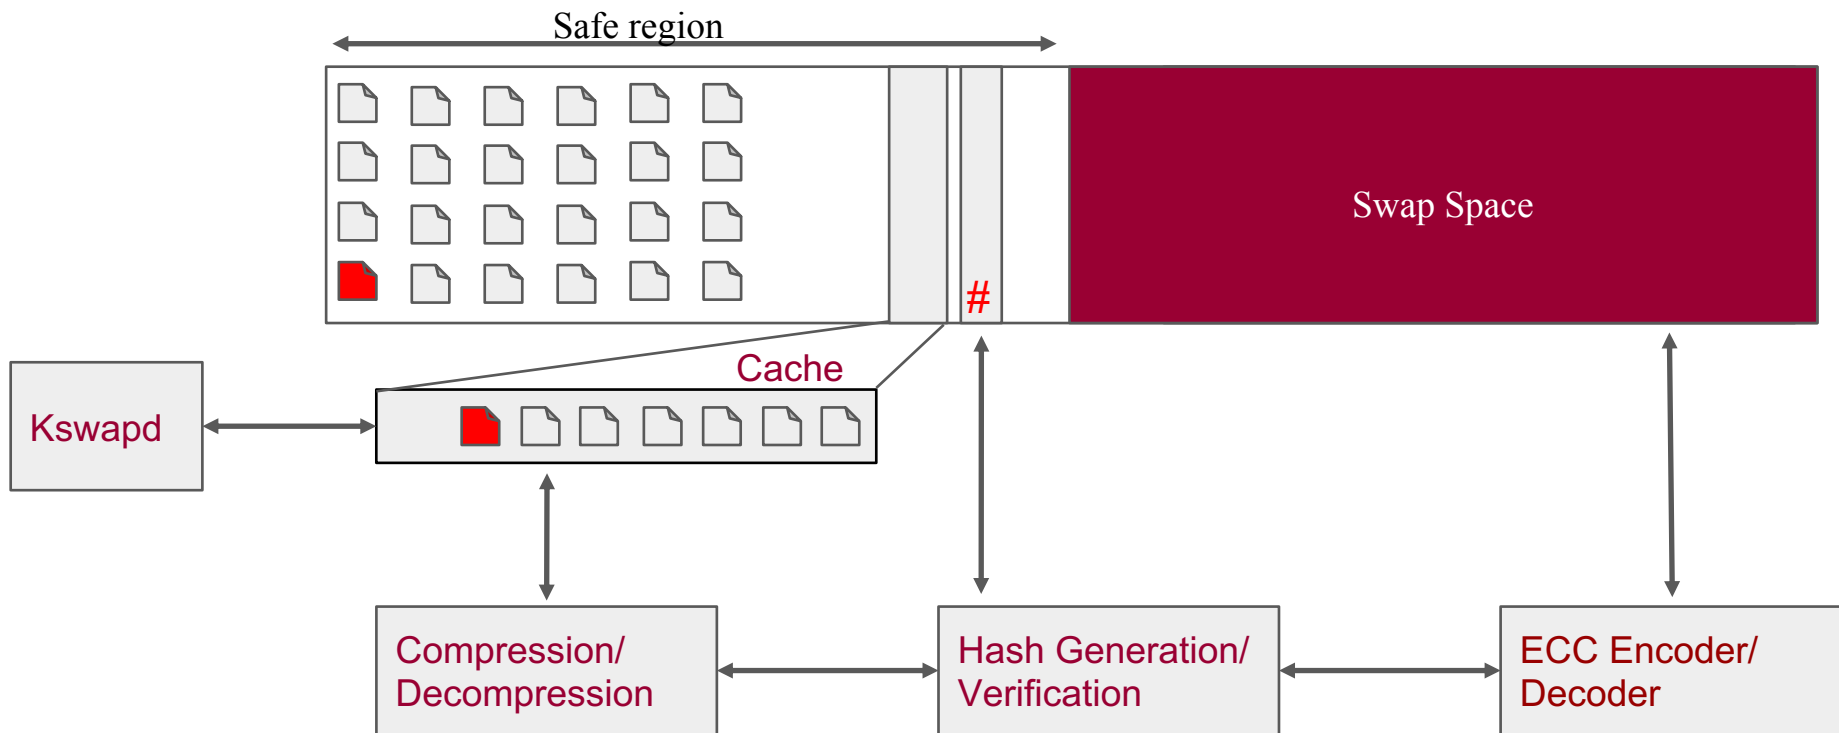 Safe region
Swap Space
#
Cache
Kswapd
Compression/
Decompression
Hash Generation/
Verification
ECC Encoder/
Decoder